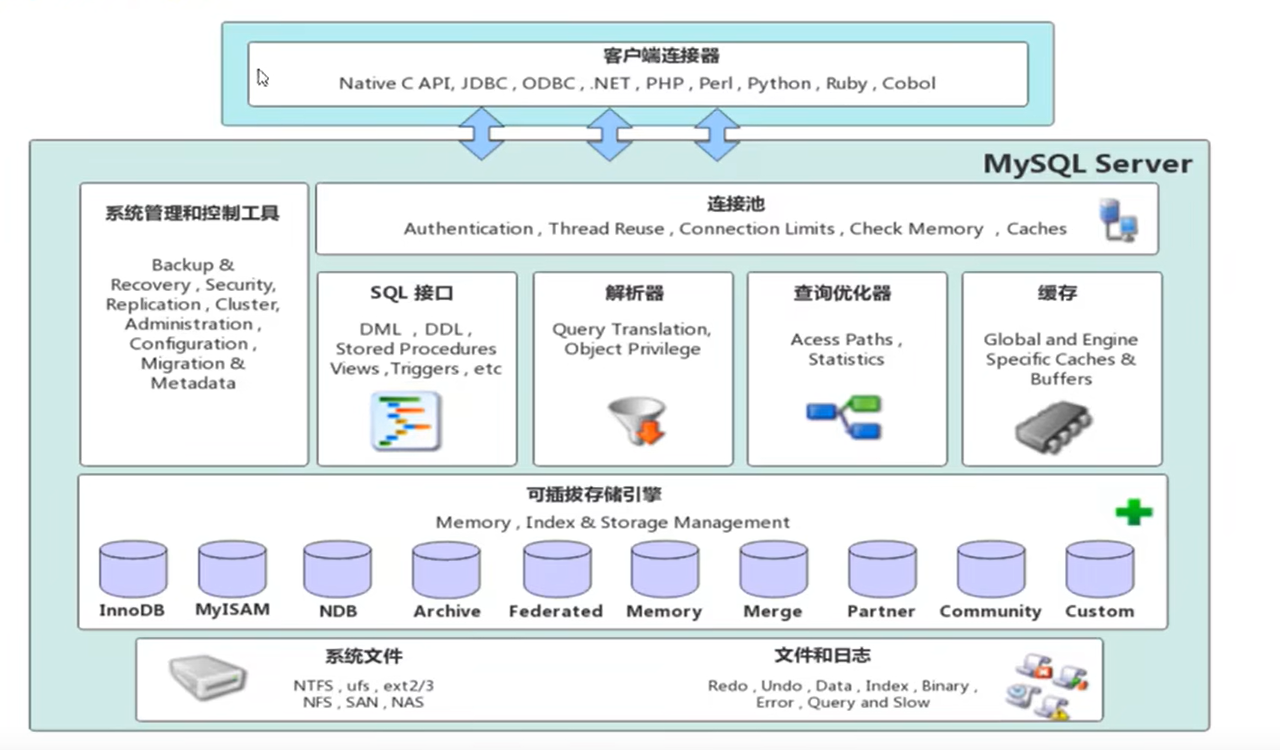 客户端连接器
Native C API, JDBC , ODBC , .NET , PHP , Perl , Python , Ruby , Cobol
MySQL Server
系统管理和控制工具
Backup &
Recovery , Security,
Replication , Cluster,
Administration ,
Configuration ,
Migration &
Metadata
连接池
Authentication , Thread Reuse , Connection Limits , Check Memory , Caches
SQL 接口
DML , DDL ,
Stored Procedures
Views ,Triggers , etc
解析器
Query Translation,
Object Privilege
查询优化器
Acess Paths ,
Statistics
缓存
Global and Engine
Specific Caches &
Buffers
可插拔存储引擎
Memory , Index & Storage Management
InnoDB MyISAM NDB Archive Federated Memory Merge Partner Community Custom
系统文件
NTFS , ufs , ext2/3
NFS , SAN , NAS
文件和日志
Redo , Undo , Data , Index , Binary ,
Error , Query and Slow